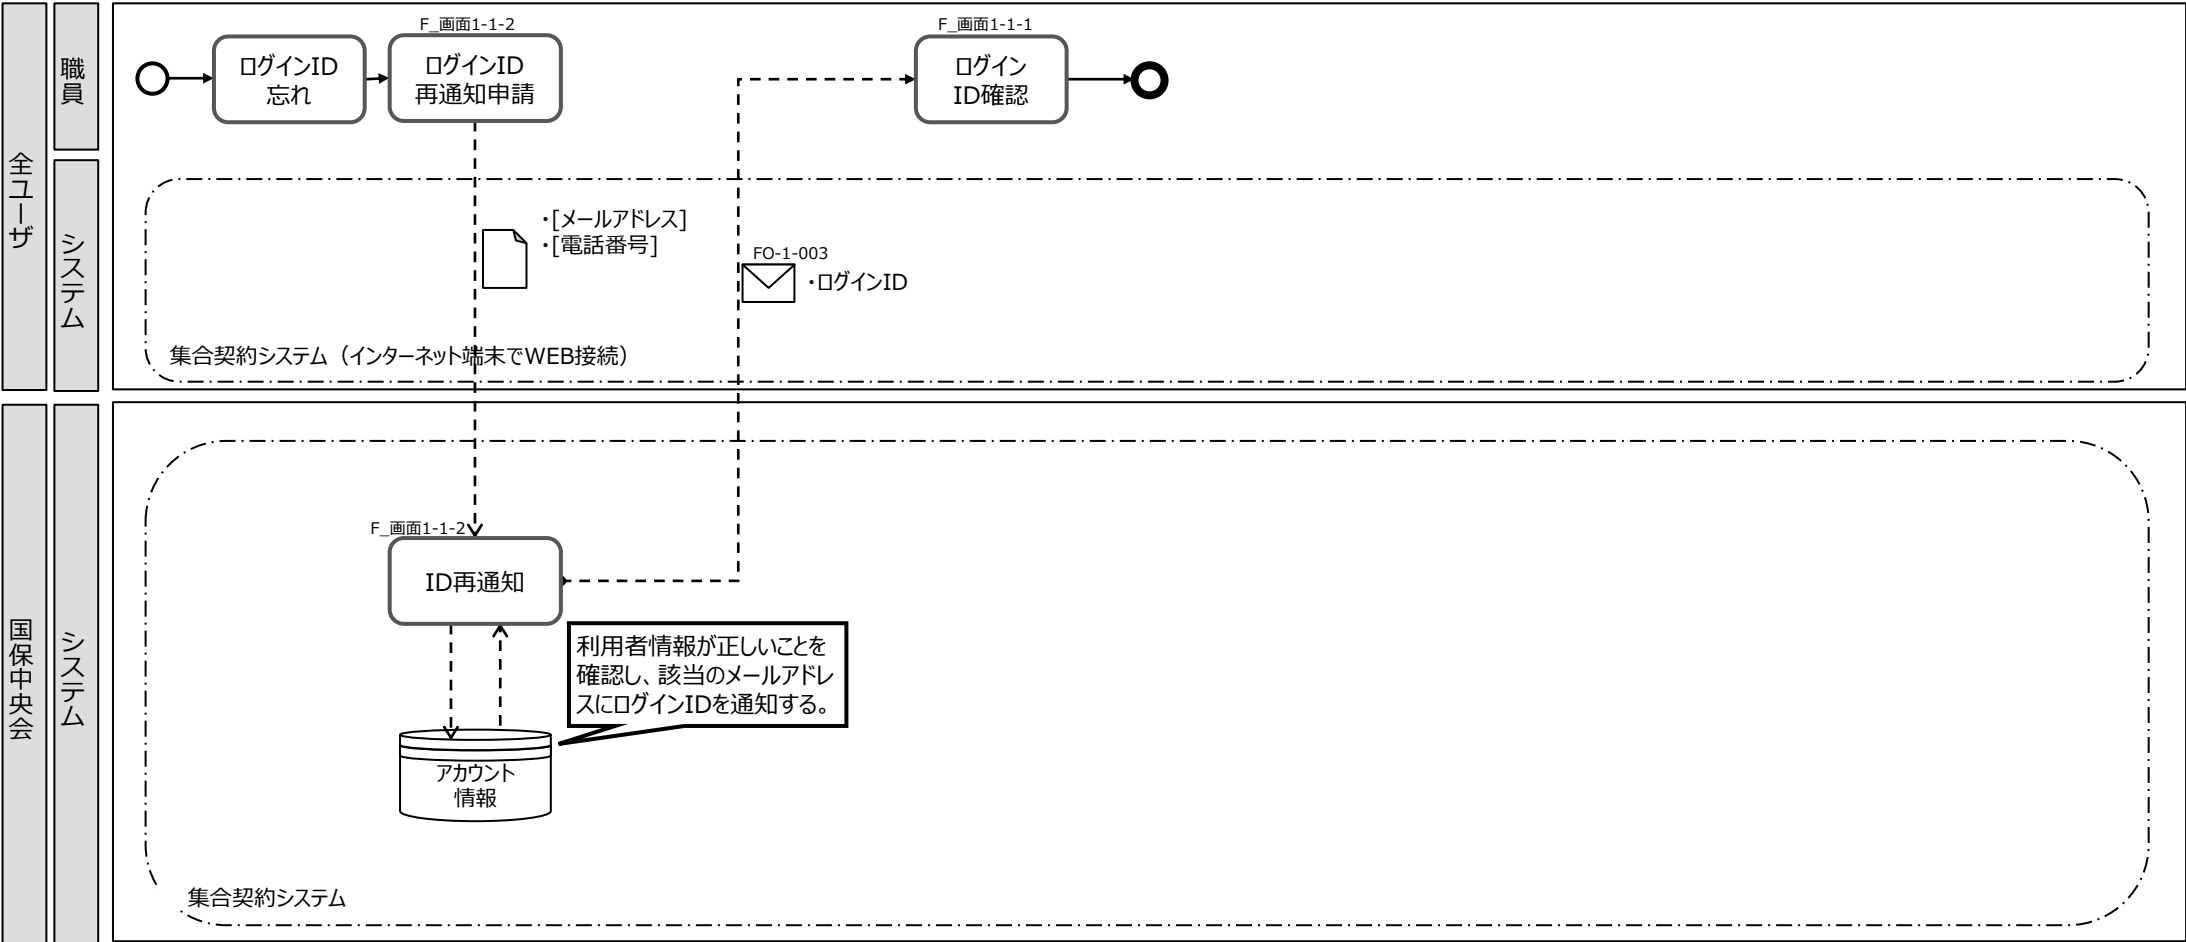 全ユーザ
職員
システム
F_画面1-1-2
F_画面1-1-1
ログインID
忘れ
ログインID
再通知申請
ログイン
ID確認
・[メールアドレス]
・[電話番号]
FO-1-003
・ログインID
集合契約システム（インターネット端末でWEB接続）
国保中央会
システム
F_画面1-1-2
ID再通知
利用者情報が正しいことを
確認し、該当のメールアドレ
スにログインIDを通知する。
アカウント
情報
集合契約システム